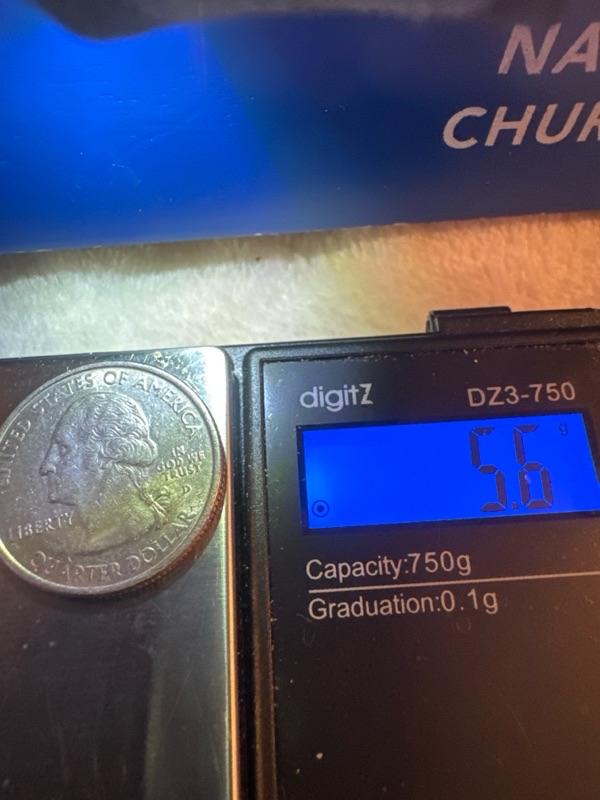 NA
CHUR
UNITED STATES OF AMERICA
IN
GOD WE
TRUST
D
LIBERTY
QUARTER DOLLAR
digitZ
DZ3-750
5.6 g
Capacity:750g
Graduation:0.1g